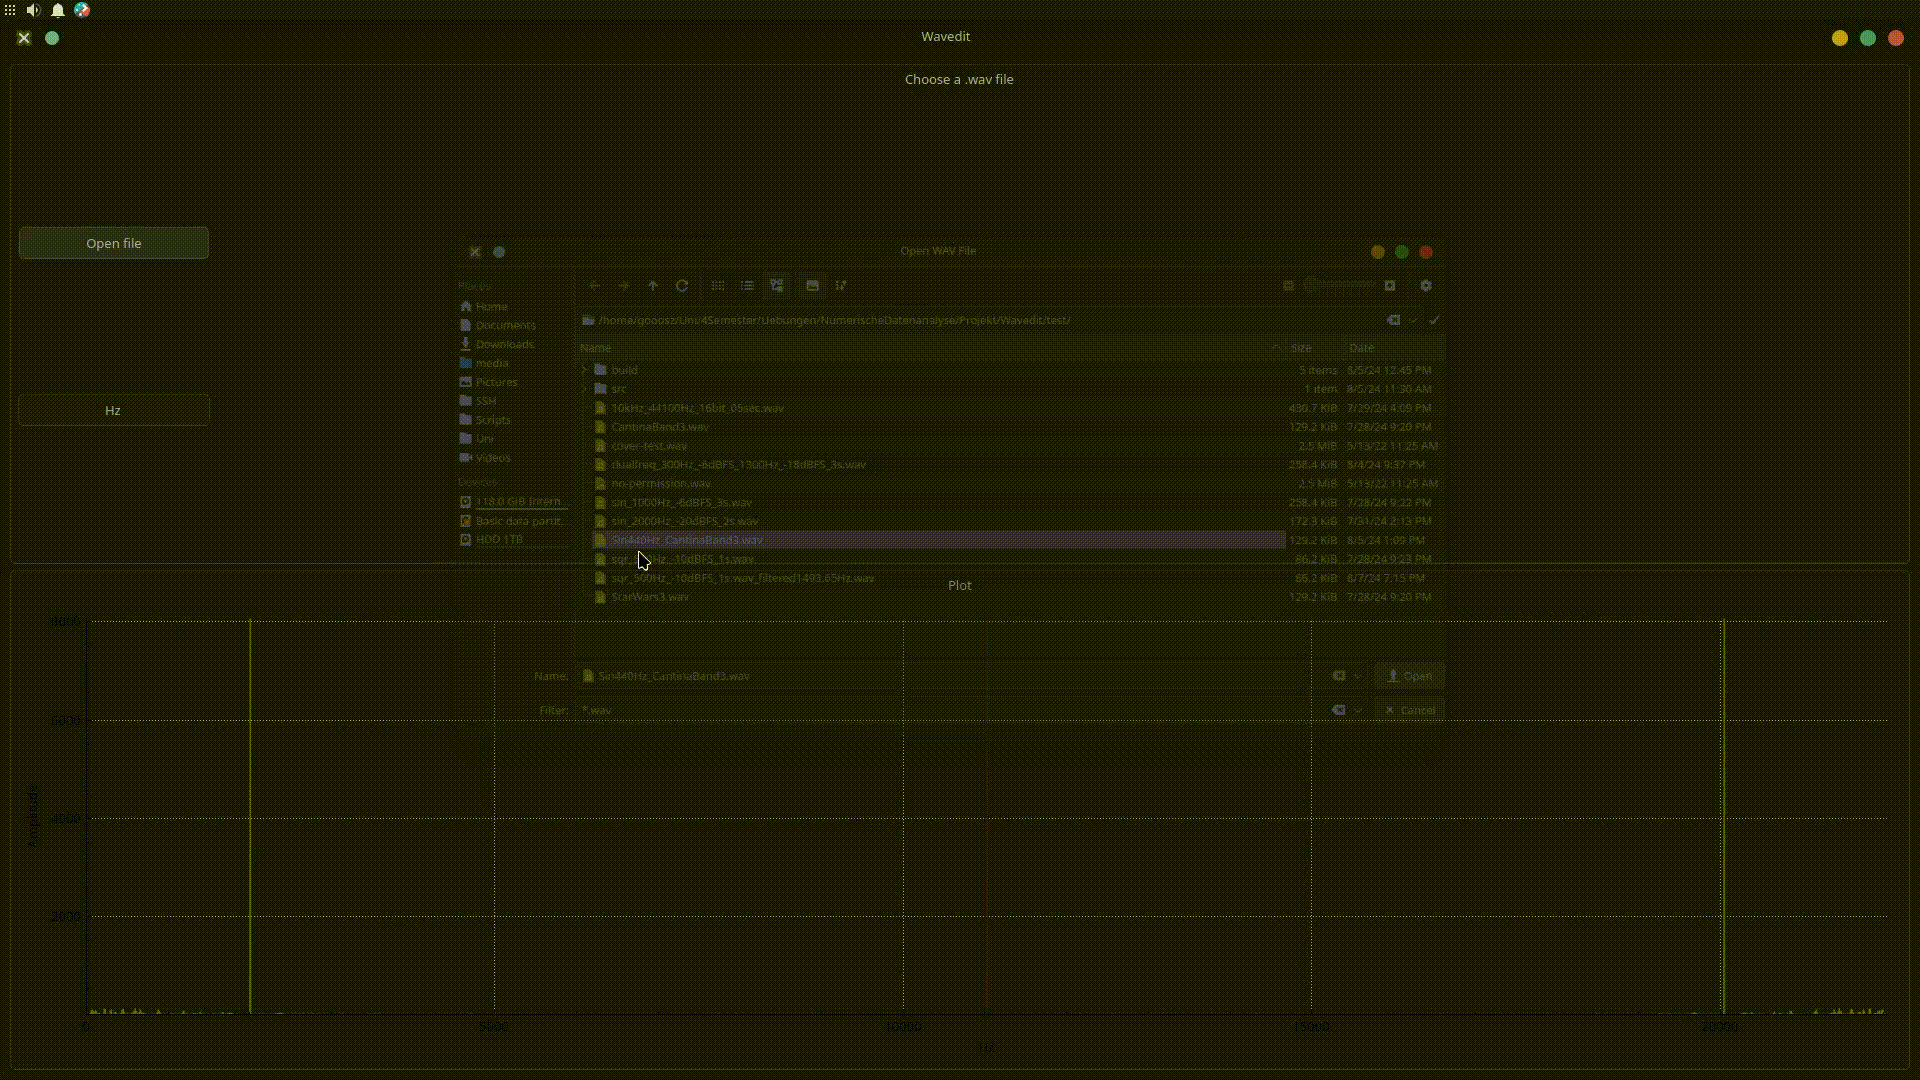 Wavedit
Choose a .wav file
Open file
Hz
Open WAV File
Places
Home
Documents
Downloads
media
Pictures
SSH
Scripts
Uni
Videos
Devices
118.0 GiB Intern...
Basic data partit...
HDD 1TB
/home/gooosz/Uni/4Semester/Uebungen/NumerischeDatenanalyse/Projekt/Wavedit/test/
Name Size Date
build 5 items 8/5/24 12:45 PM
src 1 item 8/5/24 11:30 AM
10kHz_44100Hz_16bit_05sec.wav 430.7 KiB 7/29/24 4:09 PM
CantinaBand3.wav 129.2 KiB 7/28/24 9:20 PM
cover-test.wav 2.5 MiB 5/13/22 11:25 AM
dualfreq_300Hz_-6dBFS_1300Hz_-18dBFS_3s.wav 258.4 KiB 8/4/24 9:37 PM
no-permission.wav 2.5 MiB 5/13/22 11:25 AM
sin_1000Hz_-6dBFS_3s.wav 258.4 KiB 7/28/24 9:22 PM
sin_2000Hz_-20dBFS_2s.wav 172.3 KiB 7/31/24 2:13 PM
Sin440Hz_CantinaBand3.wav 129.2 KiB 8/5/24 1:09 PM
-10dBFS_1s.wav 86.2 KiB 7/28/24 9:23 PM
sqr_500Hz_-10dBFS_1s.wav_filtered1493.65Hz.wav 86.2 KiB 8/7/24 7:15 PM
StarWars3.wav 129.2 KiB 7/28/24 9:20 PM
Name: Sin440Hz_CantinaBand3.wav Open
Filter: *.wav Cancel
Plot
8000
6000
4000
2000
Amplitude
0 5000 10000 15000 20000
Hz